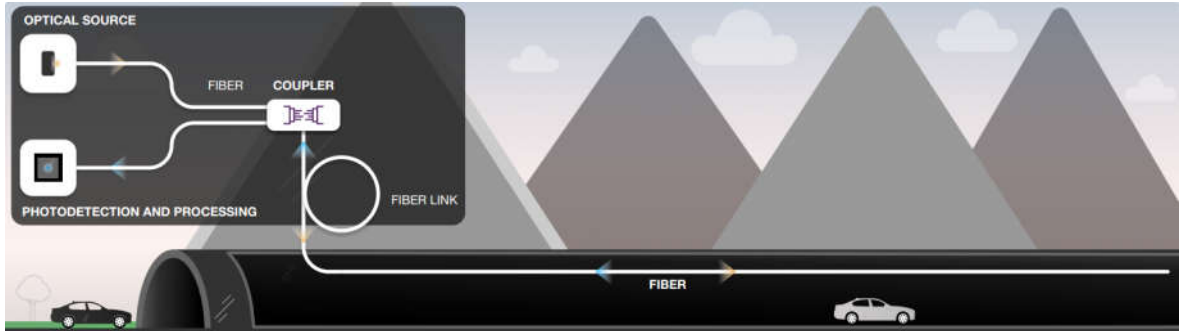 OPTICAL SOURCE
FIBER
COUPLER
FIBER LINK
PHOTODETECTION AND PROCESSING
FIBER